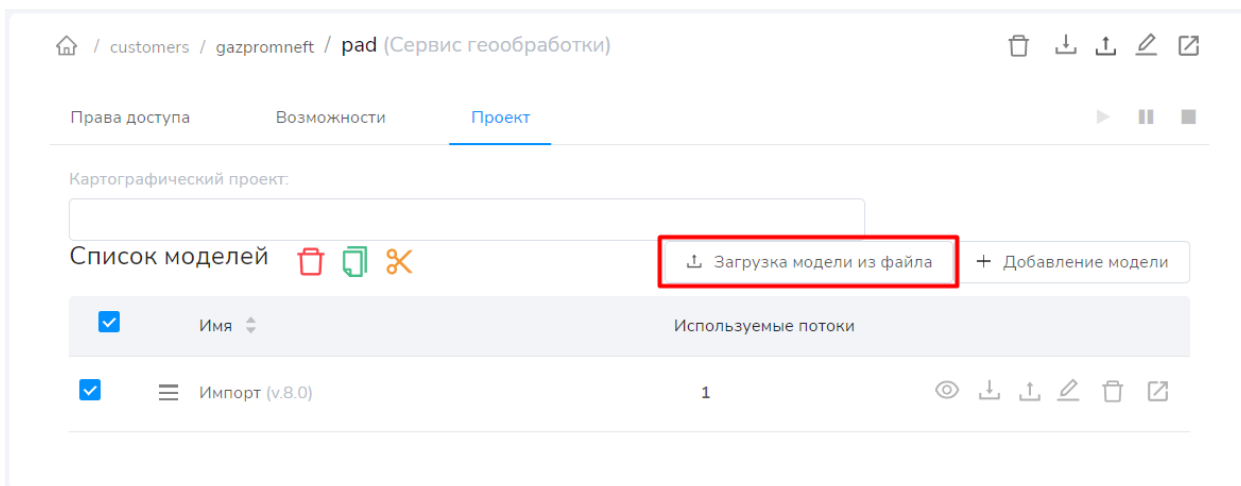 / customers / gazpromneft / pad (Сервис геообработки)
Права доступа Возможности Проект
Картографический проект:
Список моделей Загрузка модели из файла + Добавление модели
Имя Используемые потоки
Импорт (v.8.0) 1